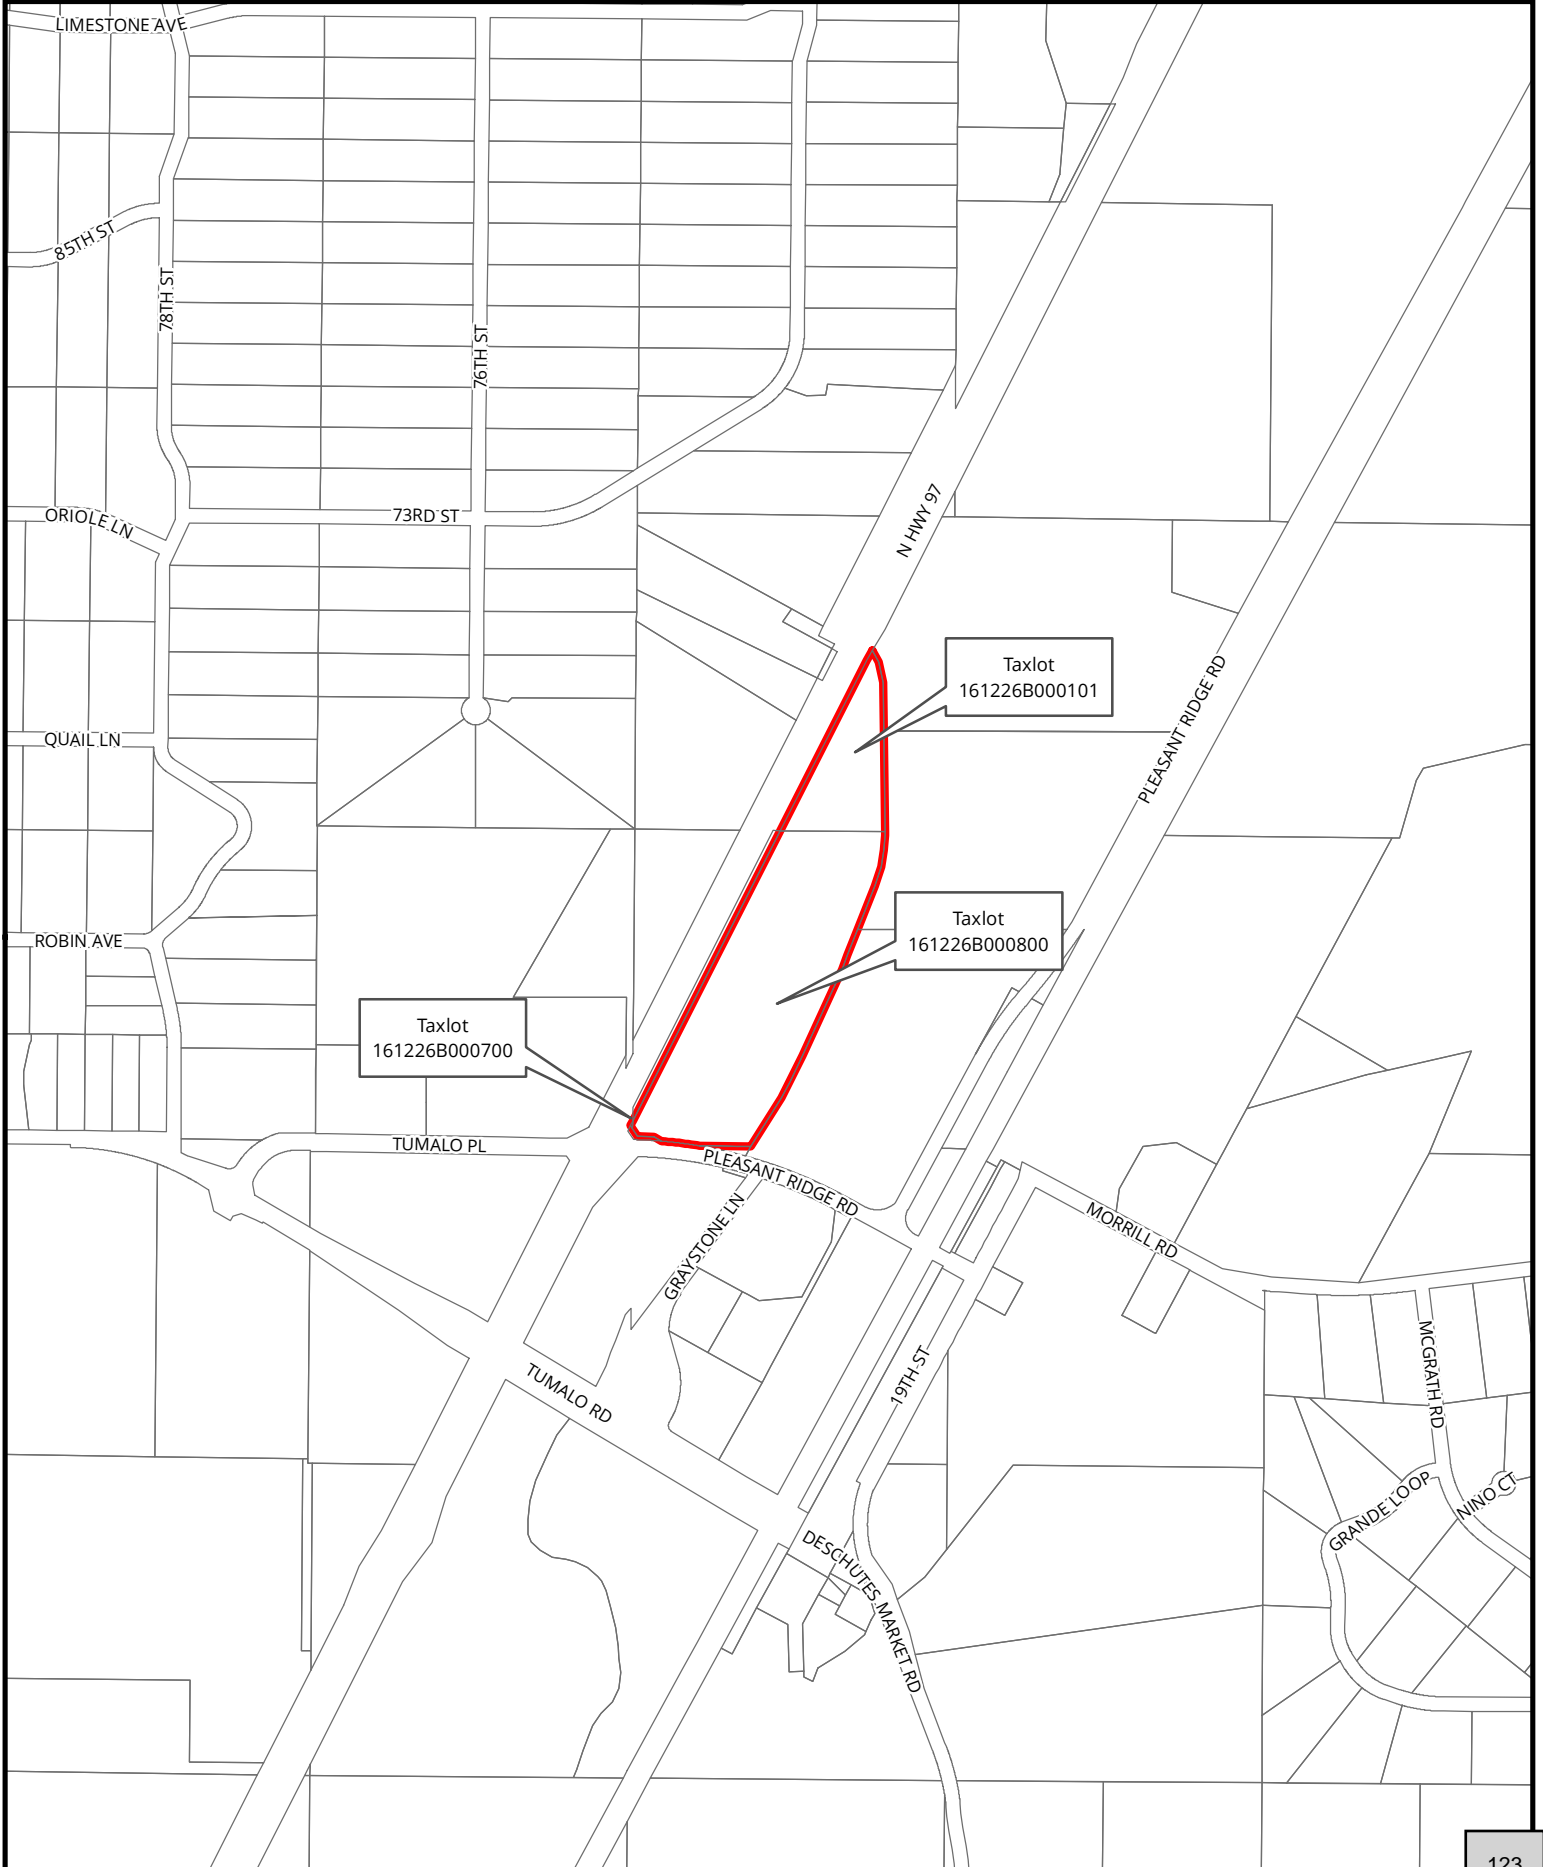 LIMESTONE AVE
85TH ST
78TH ST
76TH ST
ORIOLE LN
73RD ST
N HWY 97
Taxlot
161226B000101
PLEASANT RIDGE RD
QUAIL LN
Taxlot
161226B000800
ROBIN AVE
Taxlot
161226B000700
TUMALO PL
PLEASANT RIDGE RD
GRAYSTONE LN
MORRILL RD
19TH ST
MCGRATH RD
TUMALO RD
GRANDE LOOP
NINO CT
DESCHUTES MARKET RD
123